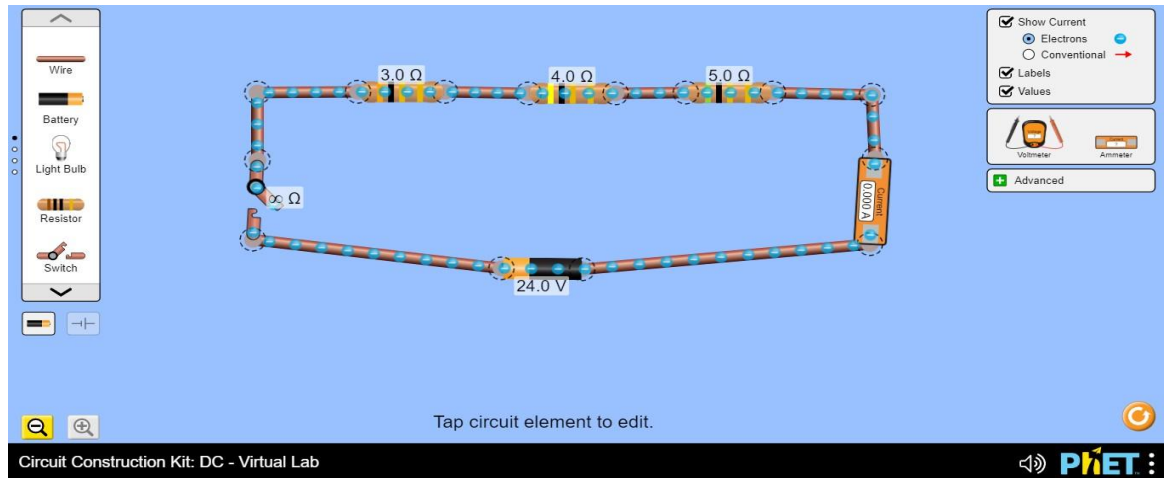 Wire
Battery
Light Bulb
Resistor
Switch
3.0 Ω
4.0 Ω
5.0 Ω
∞ Ω
24.0 V
Current
0.000 A
Show Current
Electrons
Conventional
Labels
Values
Voltmeter
Ammeter
Advanced
Tap circuit element to edit.
Circuit Construction Kit: DC - Virtual Lab
PhET